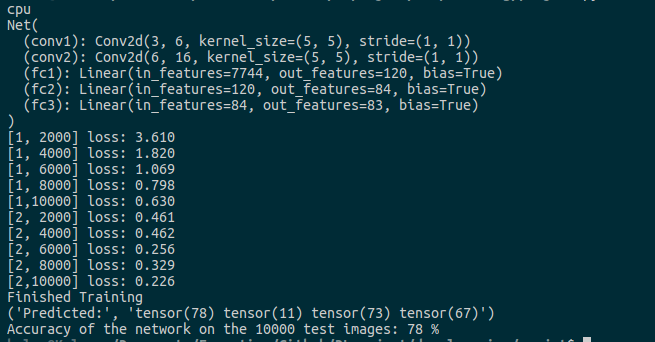 cpu
Net(
  (conv1): Conv2d(3, 6, kernel_size=(5, 5), stride=(1, 1))
  (conv2): Conv2d(6, 16, kernel_size=(5, 5), stride=(1, 1))
  (fc1): Linear(in_features=7744, out_features=120, bias=True)
  (fc2): Linear(in_features=120, out_features=84, bias=True)
  (fc3): Linear(in_features=84, out_features=83, bias=True)
)
[1, 2000] loss: 3.610
[1, 4000] loss: 1.820
[1, 6000] loss: 1.069
[1, 8000] loss: 0.798
[1,10000] loss: 0.630
[2, 2000] loss: 0.461
[2, 4000] loss: 0.462
[2, 6000] loss: 0.256
[2, 8000] loss: 0.329
[2,10000] loss: 0.226
Finished Training
('Predicted:', 'tensor(78) tensor(11) tensor(73) tensor(67)')
Accuracy of the network on the 10000 test images: 78 %